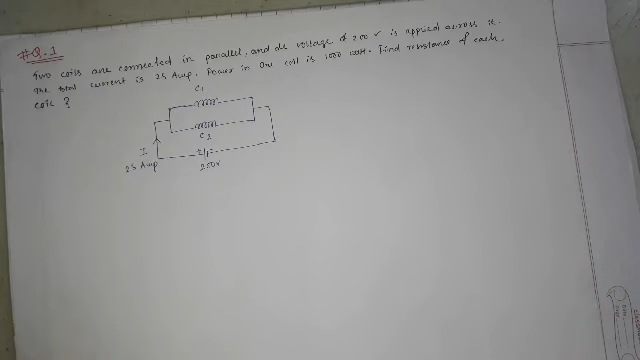 #Q.1
Two coils are connected in parallel, and dc voltage of 200 v is applied across it.
The total current is 25 Amp. Power in One coil is 1000 watt. Find resistance of each
coil ?
C1
C2
I
25 Amp
200v